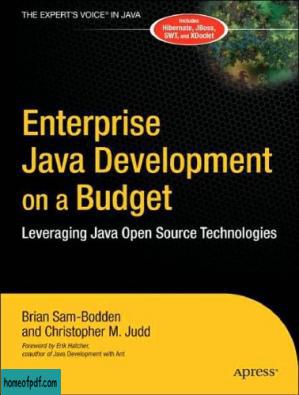 THE EXPERT'S VOICE® IN JAVA
Includes
Hibernate, JBoss,
SWT, and XDoclet
Enterprise
Java Development
on a Budget
Leveraging Java Open Source Technologies
Brian Sam-Bodden
and Christopher M. Judd
Foreword by Erik Hatcher,
coauthor of Java Development with Ant
homeofpdf.com
Apress®